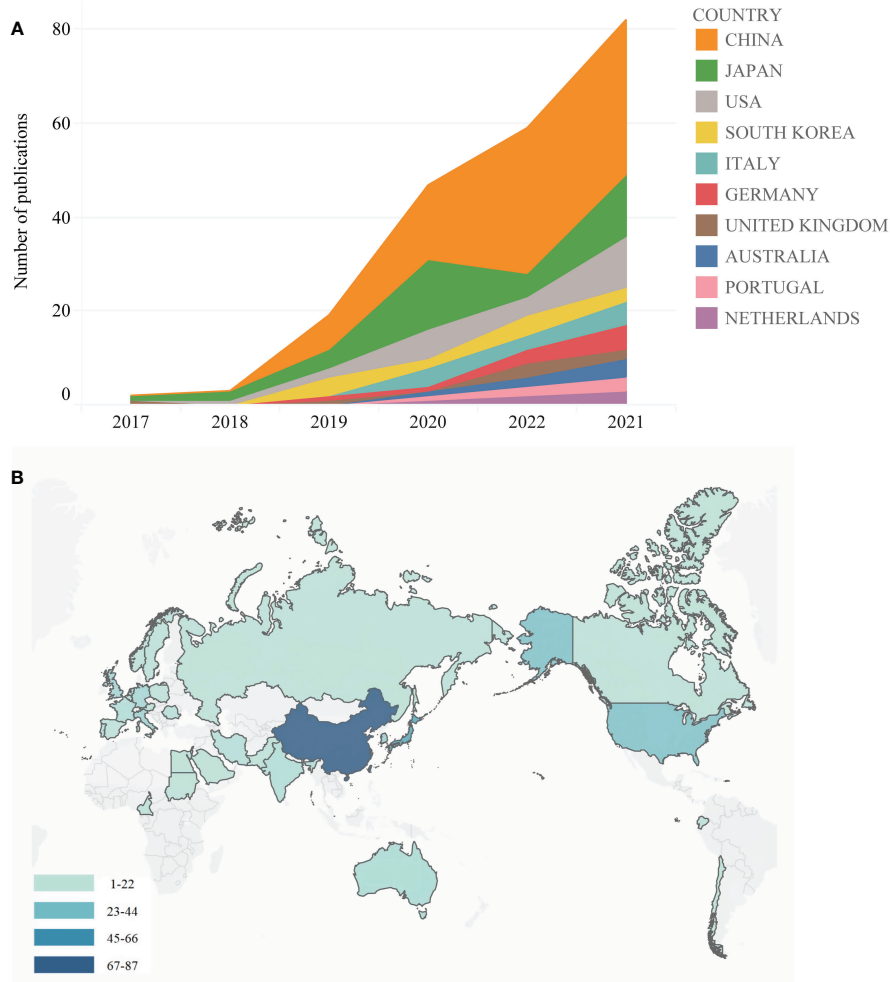 A
Number of publications
80
60
40
20
0
2017 2018 2019 2020 2022 2021
COUNTRY
CHINA
JAPAN
USA
SOUTH KOREA
ITALY
GERMANY
UNITED KINGDOM
AUSTRALIA
PORTUGAL
NETHERLANDS
B
1-22
23-44
45-66
67-87